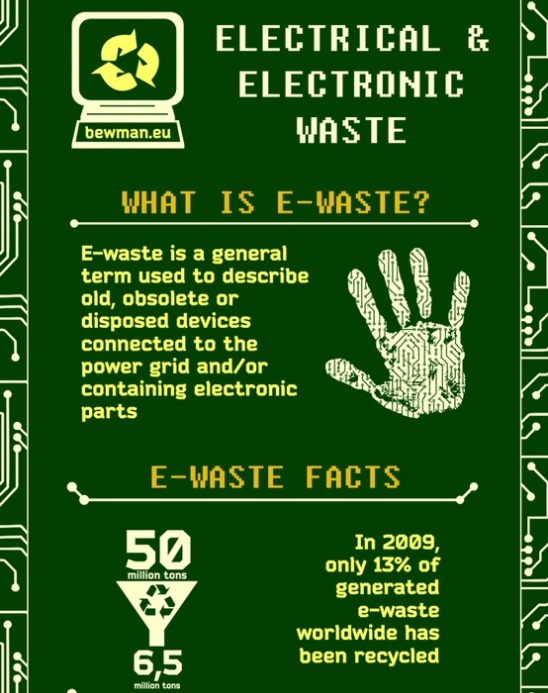 bewman.eu
ELECTRICAL &
ELECTRONIC
WASTE
WHAT IS E-WASTE?
E-waste is a general
term used to describe
old, obsolete or
disposed devices
connected to the
power grid and/or
containing electronic
parts
E-WASTE FACTS
50
million tons
6,5
million tons
In 2009,
only 13% of
generated
e-waste
worldwide has
been recycled